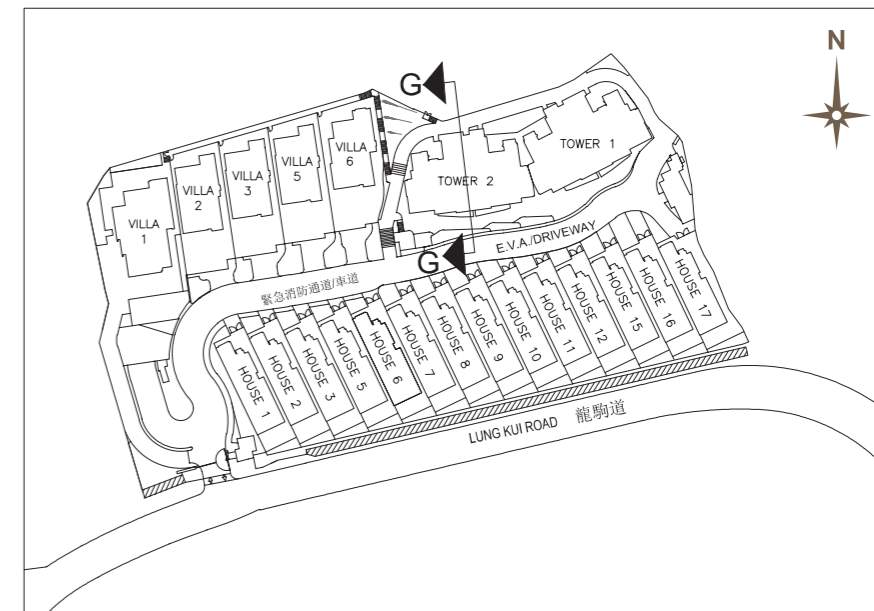 N
G
TOWER 1
TOWER 2
VILLA
6
VILLA
5
VILLA
3
VILLA
2
VILLA
1
E.V.A./DRIVEWAY
G
緊急消防通道/車道
HOUSE 1
HOUSE 2
HOUSE 3
HOUSE 5
HOUSE 6
HOUSE 7
HOUSE 8
HOUSE 9
HOUSE 10
HOUSE 11
HOUSE 12
HOUSE 15
HOUSE 16
HOUSE 17
LUNG KUI ROAD 龍駒道